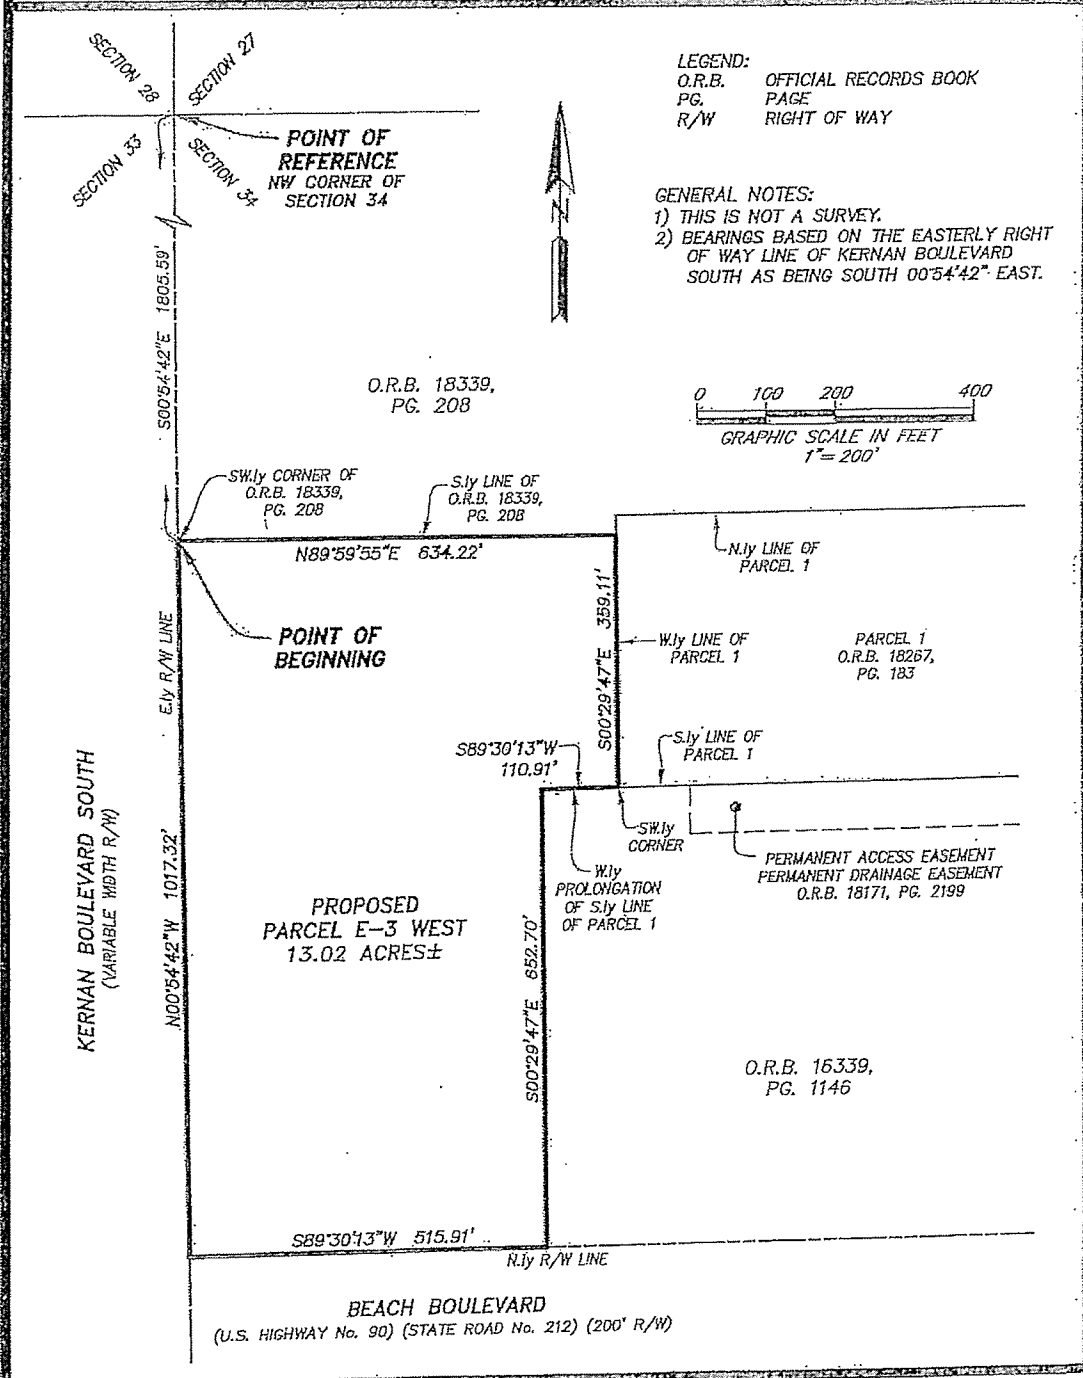 SECTION 28
SECTION 27
SECTION 33
SECTION 34
POINT OF
REFERENCE
NW CORNER OF
SECTION 34
LEGEND:
O.R.B. OFFICIAL RECORDS BOOK
PG. PAGE
R/W RIGHT OF WAY
N
GENERAL NOTES:
1) THIS IS NOT A SURVEY.
2) BEARINGS BASED ON THE EASTERLY RIGHT
OF WAY LINE OF KERNAN BOULEVARD
SOUTH AS BEING SOUTH 00°54'42" EAST.
S00°54'42"E 1805.59'
O.R.B. 18339,
PG. 208
0 100 200 400
GRAPHIC SCALE IN FEET
1"= 200'
SW.ly CORNER OF
O.R.B. 18339,
PG. 208
S.ly LINE OF
O.R.B. 18339,
PG. 208
N89°59'55"E 634.22'
N.ly LINE OF
PARCEL 1
POINT OF
BEGINNING
E.ly R/W LINE
S00°29'47"E 359.11'
W.ly LINE OF
PARCEL 1
PARCEL 1
O.R.B. 18267,
PG. 183
S89°30'13"W
110.91'
S.ly LINE OF
PARCEL 1
SW.ly
CORNER
W.ly
PROLONGATION
OF S.ly LINE
OF PARCEL 1
PERMANENT ACCESS EASEMENT
PERMANENT DRAINAGE EASEMENT
O.R.B. 18171, PG. 2199
KERNAN BOULEVARD SOUTH
(VARIABLE WIDTH R/W)
N00°54'42"W 1017.32'
PROPOSED
PARCEL E-3 WEST
13.02 ACRES±
S00°29'47"E 652.70'
O.R.B. 16339,
PG. 1146
S89°30'13"W 515.91'
N.ly R/W LINE
BEACH BOULEVARD
(U.S. HIGHWAY No. 90) (STATE ROAD No. 212) (200' R/W)